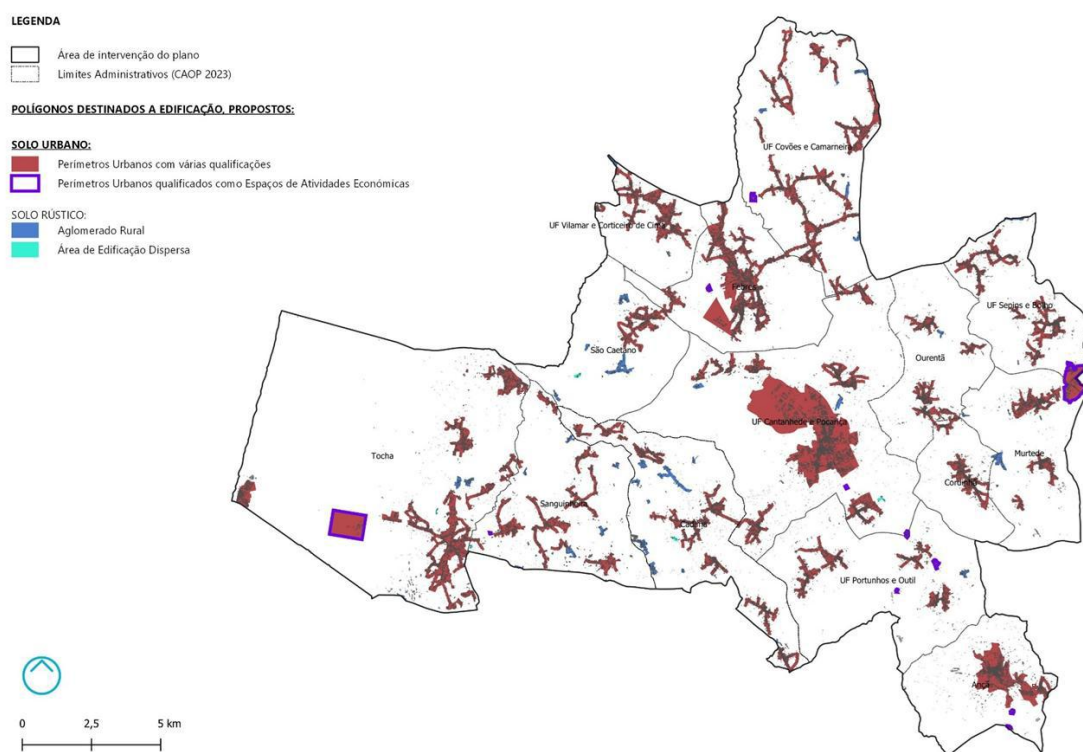 LEGENDA
Área de intervenção do plano
Limites Administrativos (CAOP 2023)
POLÍGONOS DESTINADOS A EDIFICAÇÃO, PROPOSTOS:
SOLO URBANO:
Perímetros Urbanos com várias qualificações
Perímetros Urbanos qualificados como Espaços de Atividades Económicas
SOLO RÚSTICO:
Aglomerado Rural
Área de Edificação Dispersa
UF Covões e Camarneira
UF Vilamar e Corticeiro de Cima
Febres
UF Sepins e Bolho
São Caetano
Ourentã
UF Cantanhede e Pocariça
Tocha
Murtede
Cordinhã
Sanguinheira
Cadima
UF Portunhos e Outil
Ançã
0 2,5 5 km